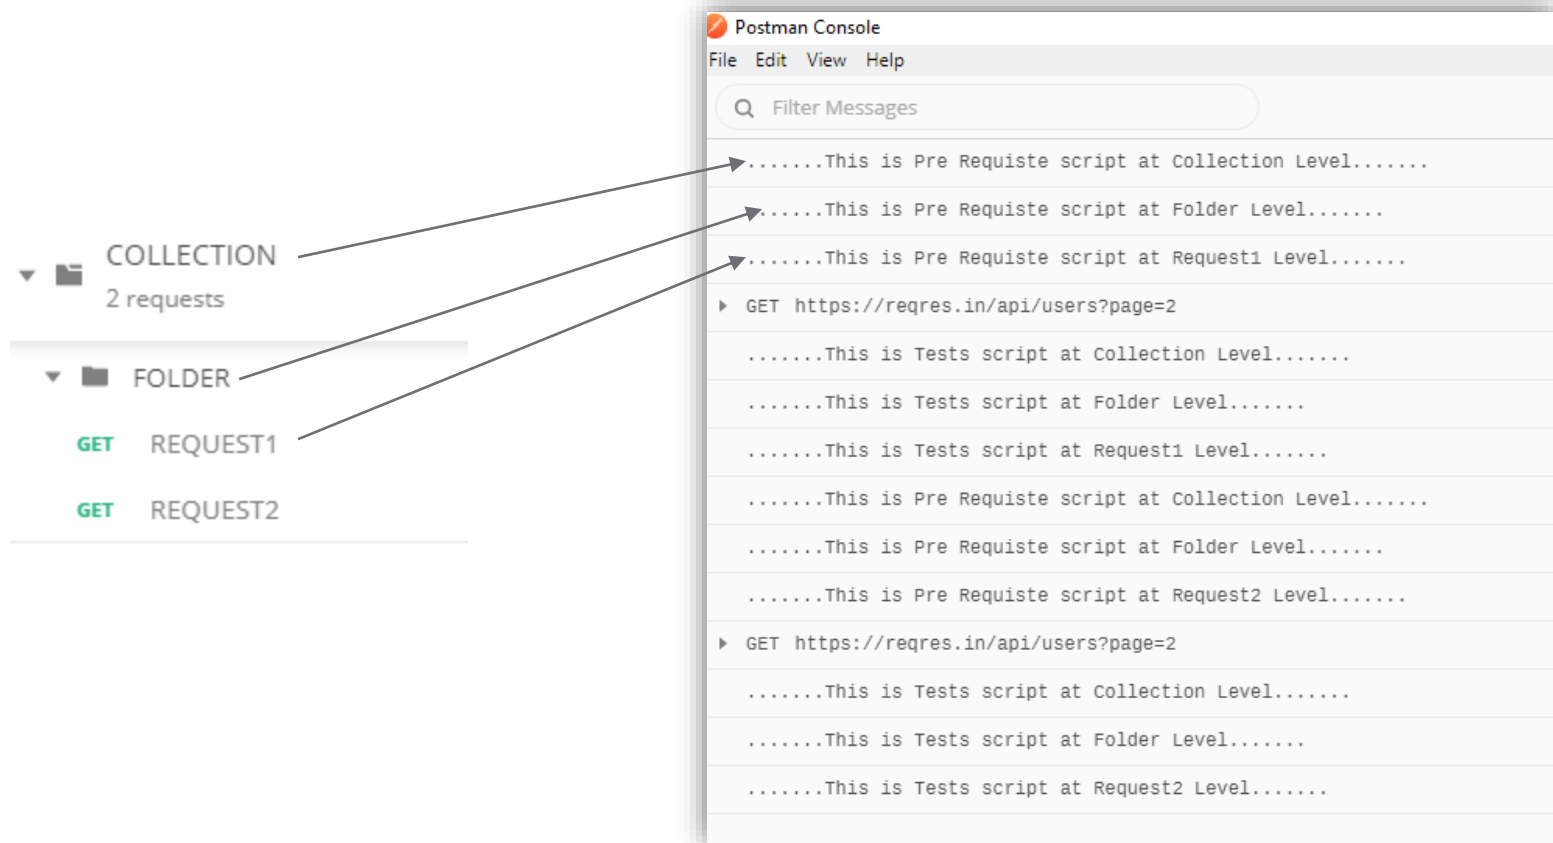 COLLECTION
2 requests
FOLDER
GET REQUEST1
GET REQUEST2
Postman Console
File Edit View Help
Filter Messages
.......This is Pre Requiste script at Collection Level.......
......This is Pre Requiste script at Folder Level.......
.......This is Pre Requiste script at Request1 Level.......
GET https://reqres.in/api/users?page=2
.......This is Tests script at Collection Level.......
.......This is Tests script at Folder Level.......
.......This is Tests script at Request1 Level.......
.......This is Pre Requiste script at Collection Level.......
.......This is Pre Requiste script at Folder Level.......
.......This is Pre Requiste script at Request2 Level.......
GET https://reqres.in/api/users?page=2
.......This is Tests script at Collection Level.......
.......This is Tests script at Folder Level.......
.......This is Tests script at Request2 Level.......